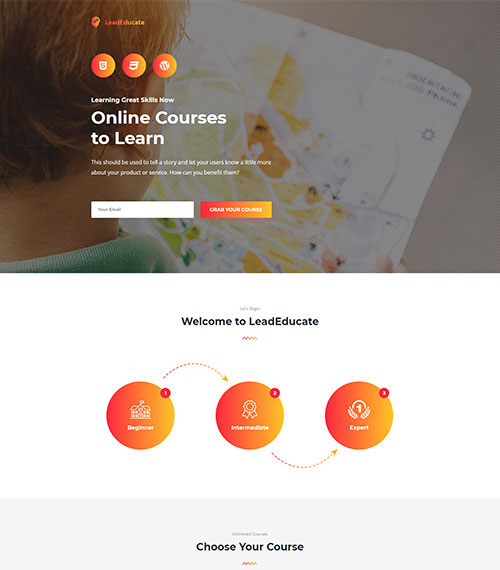 LeadEducate
Learning Great Skills Now
Online Courses
to Learn
This should be used to tell a story and let your users know a little more
about your product or service. How can you benefit them?
Your Email
GRAB YOUR COURSE
Let's Begin
Welcome to LeadEducate
1
2
3
1
Beginner
Intermediate
Expert
Unlimited Courses
Choose Your Course